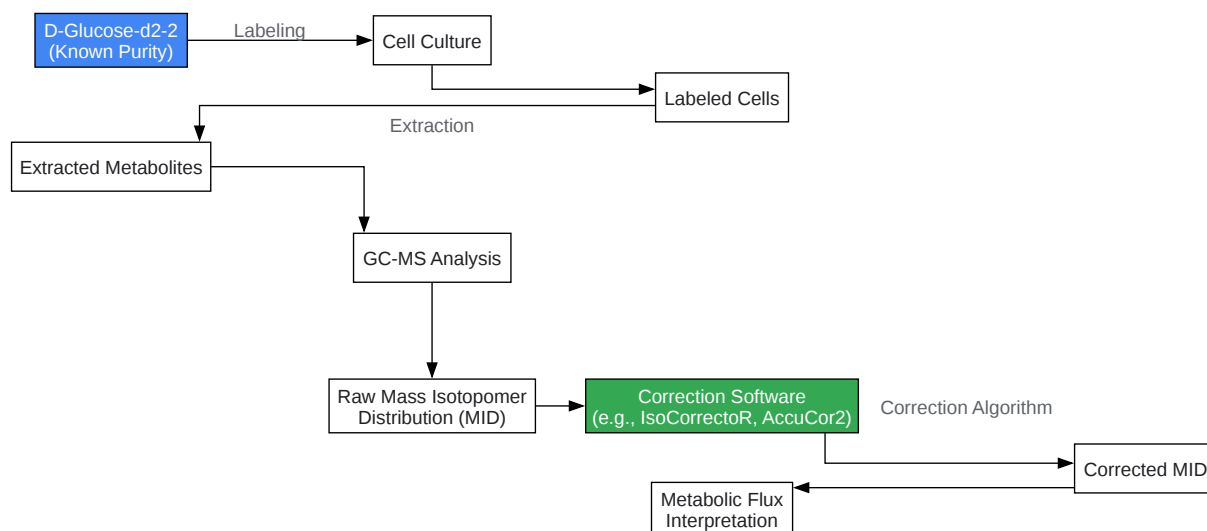 D-Glucose-d2-2
(Known Purity)
Labeling
Cell Culture
Labeled Cells
Extraction
Extracted Metabolites
GC-MS Analysis
Raw Mass Isotopomer
Distribution (MID)
Correction Software
(e.g., IsoCorrectoR, AccuCor2)
Correction Algorithm
Corrected MID
Metabolic Flux
Interpretation